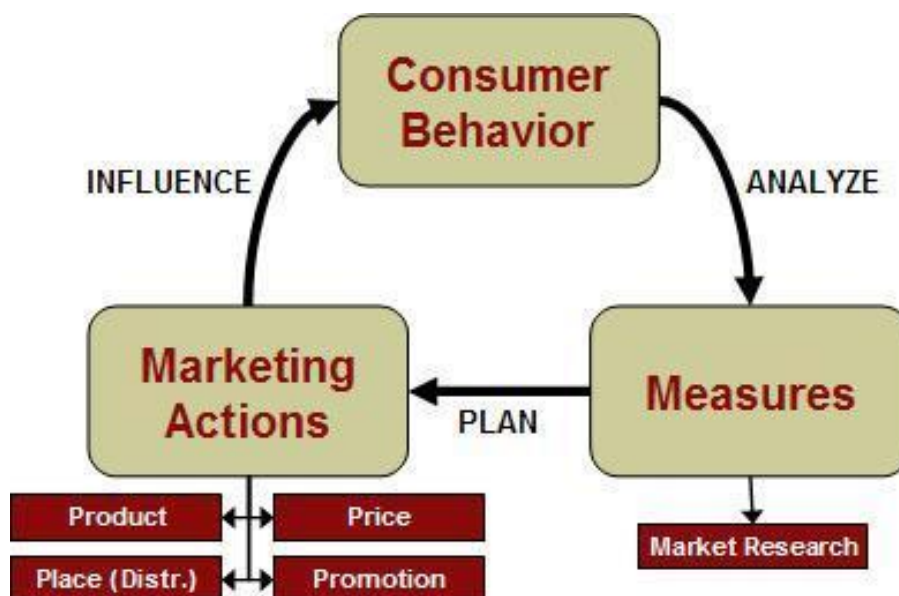 Consumer
Behavior
INFLUENCE
ANALYZE
Marketing
Actions
PLAN
Measures
Product
Price
Place (Distr.)
Promotion
Market Research